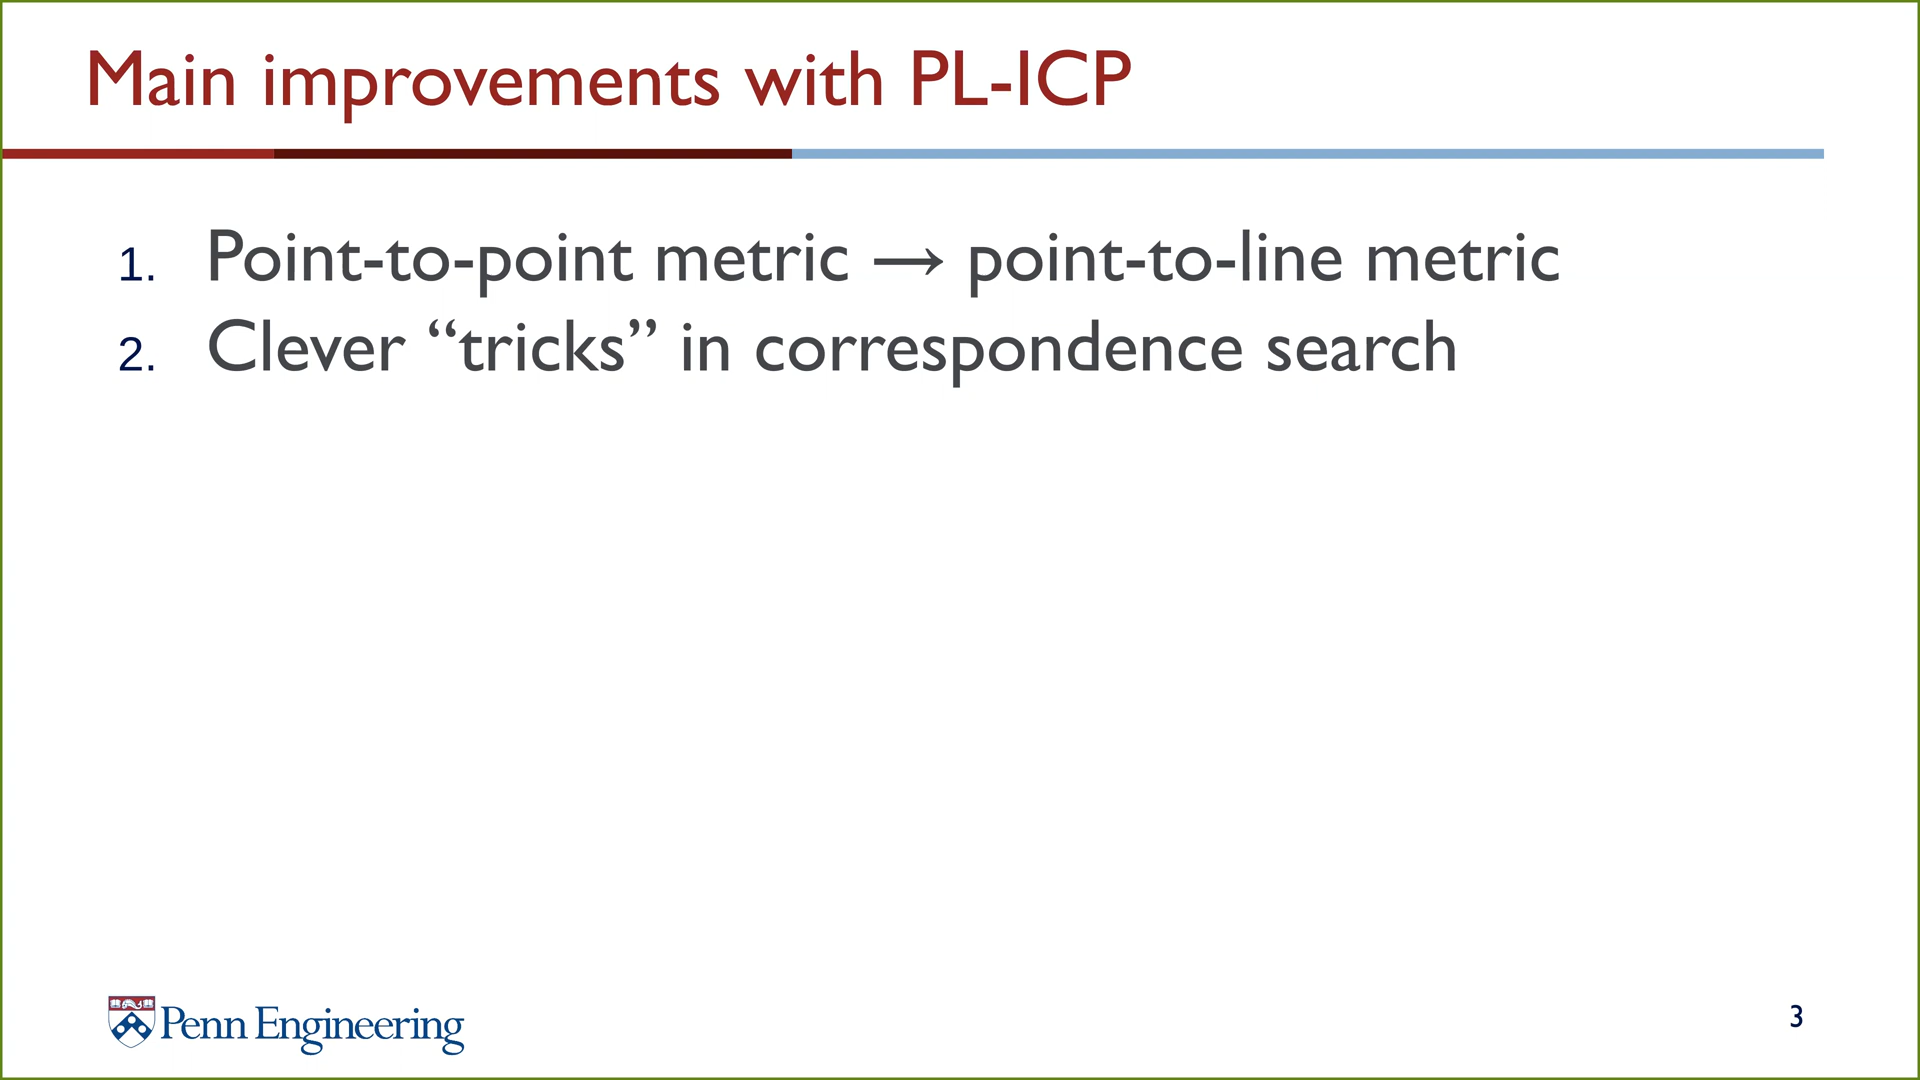 Main improvements with PL-ICP
1. Point-to-point metric → point-to-line metric
2. Clever “tricks” in correspondence search
Penn Engineering
3